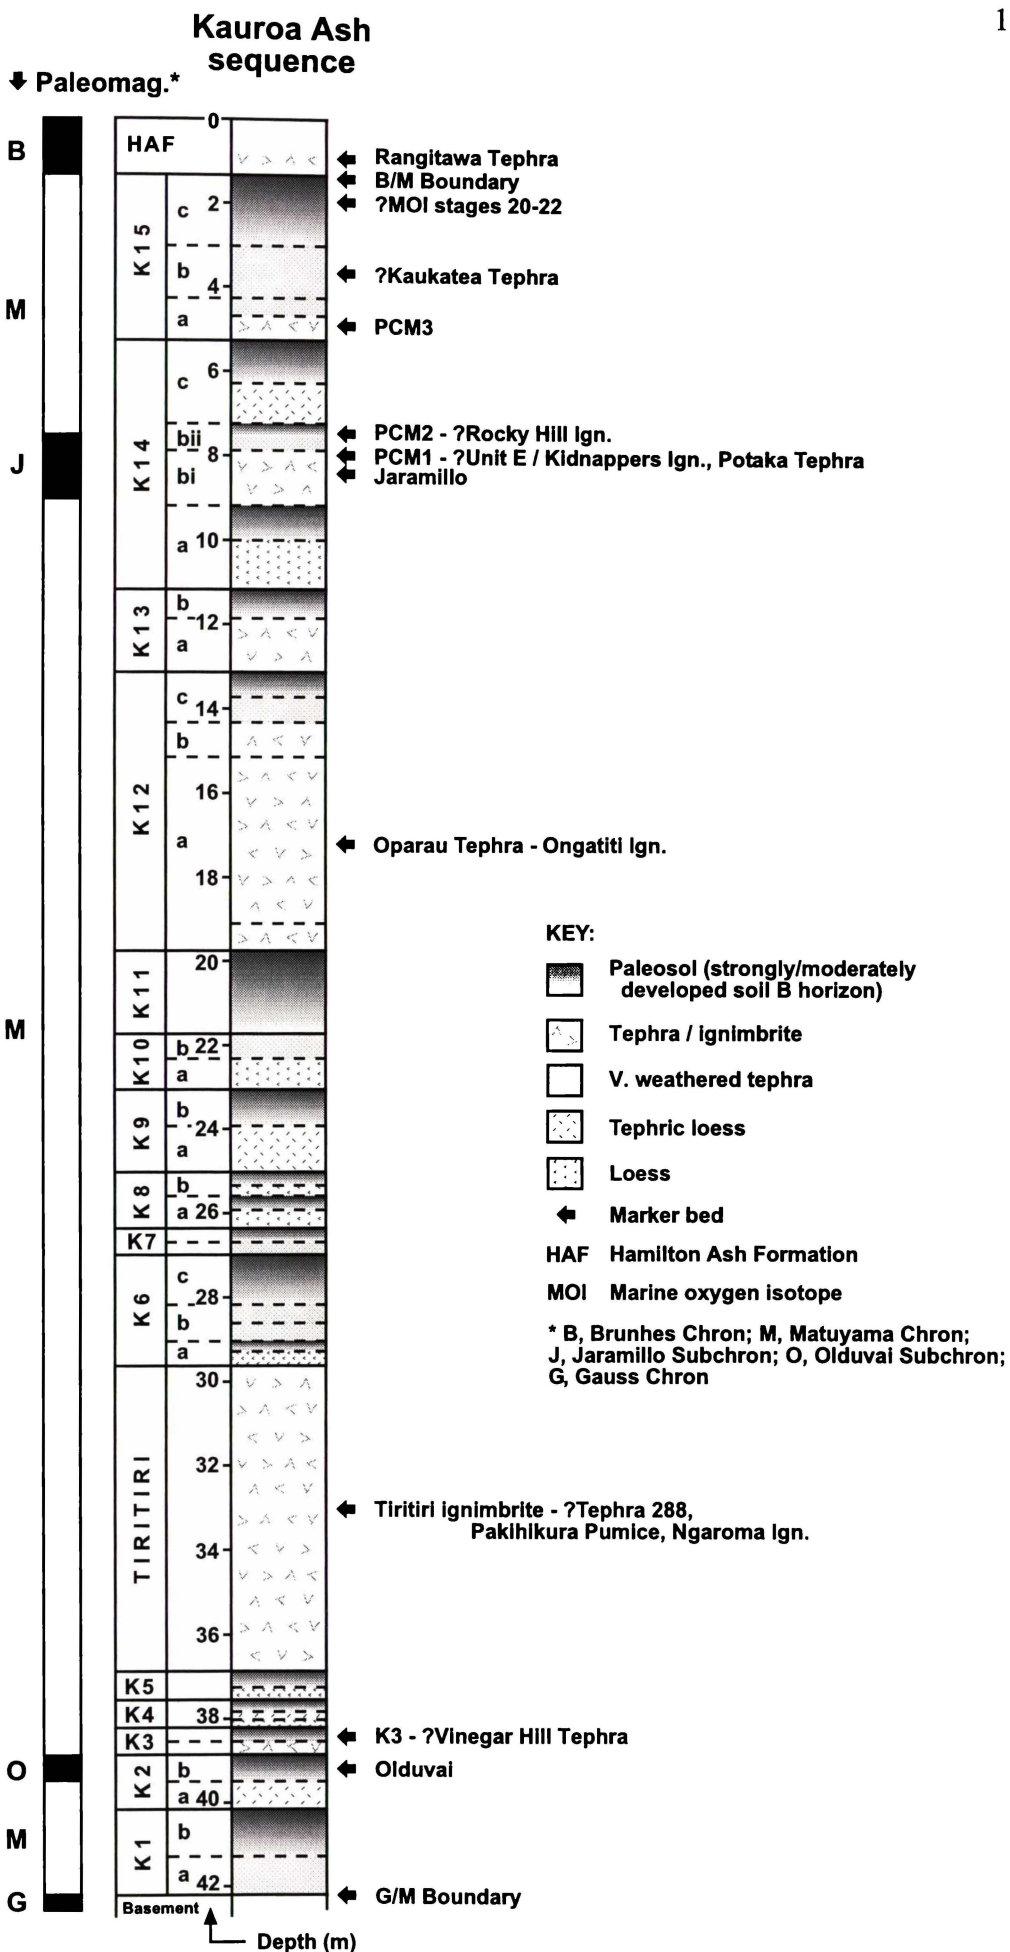 1
Kauroa Ash
sequence
Paleomag.*
B
M
J
M
O
M
G
HAF
0
K15
c
2
b
4
a
K14
c
6
bii
8
bi
a
10
K13
b
12
a
K12
c
14
b
16
a
18
K11
20
K10
b
22
a
K9
b
24
a
K8
b
a
26
K7
K6
c
28
b
a
TIRITIRI
30
32
34
36
K5
K4
38
K3
K2
b
a
40
K1
b
a
42
Basement
Depth (m)
Rangitawa Tephra
B/M Boundary
?MOI stages 20-22
?Kaukatea Tephra
PCM3
PCM2 - ?Rocky Hill Ign.
PCM1 - ?Unit E / Kidnappers Ign., Potaka Tephra
Jaramillo
Oparau Tephra - Ongatiti Ign.
Tiritiri ignimbrite - ?Tephra 288,
Pakihikura Pumice, Ngaroma Ign.
K3 - ?Vinegar Hill Tephra
Olduvai
G/M Boundary
KEY:
Paleosol (strongly/moderately
developed soil B horizon)
Tephra / ignimbrite
V. weathered tephra
Tephric loess
Loess
Marker bed
HAF Hamilton Ash Formation
MOI Marine oxygen isotope
* B, Brunhes Chron; M, Matuyama Chron;
J, Jaramillo Subchron; O, Olduvai Subchron;
G, Gauss Chron